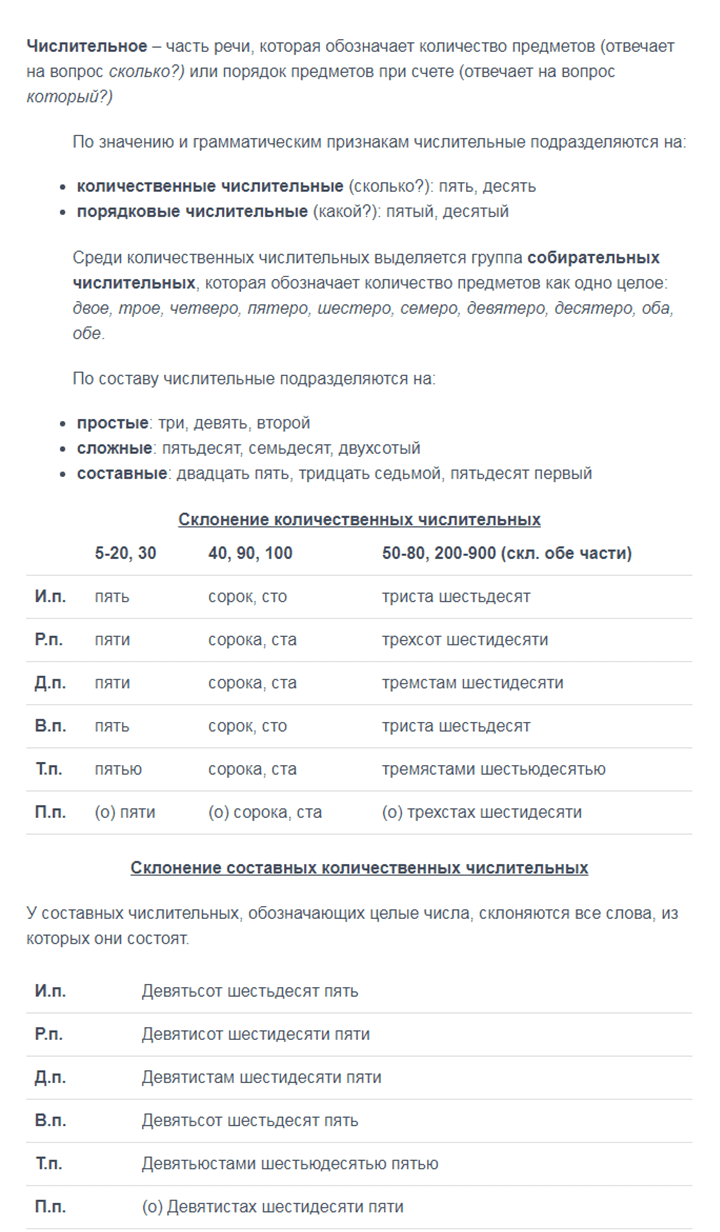 Числительное – часть речи, которая обозначает количество предметов (отвечает
на вопрос сколько?) или порядок предметов при счете (отвечает на вопрос
который?)
По значению и грамматическим признакам числительные подразделяются на:
• количественные числительные (сколько?): пять, десять
• порядковые числительные (какой?): пятый, десятый
Среди количественных числительных выделяется группа собирательных
числительных, которая обозначает количество предметов как одно целое:
двое, трое, четверо, пятеро, шестеро, семеро, девятеро, десятеро, оба,
обе.
По составу числительные подразделяются на:
• простые: три, девять, второй
• сложные: пятьдесят, семьдесят, двухсотый
• составные: двадцать пять, тридцать седьмой, пятьдесят первый
Склонение количественных числительных
5-20, 30 40, 90, 100 50-80, 200-900 (скл. обе части)
И.п. пять сорок, сто триста шестьдесят
Р.п. пяти сорока, ста трехсот шестидесяти
Д.п. пяти сорока, ста тремстам шестидесяти
В.п. пять сорок, сто триста шестьдесят
Т.п. пятью сорока, ста тремястами шестьюдесятью
П.п. (о) пяти (о) сорока, ста (о) трехстах шестидесяти
Склонение составных количественных числительных
У составных числительных, обозначающих целые числа, склоняются все слова, из
которых они состоят.
И.п. Девятьсот шестьдесят пять
Р.п. Девятисот шестидесяти пяти
Д.п. Девятистам шестидесяти пяти
В.п. Девятьсот шестьдесят пять
Т.п. Девятьюстами шестьюдесятью пятью
П.п. (о) Девятистах шестидесяти пяти